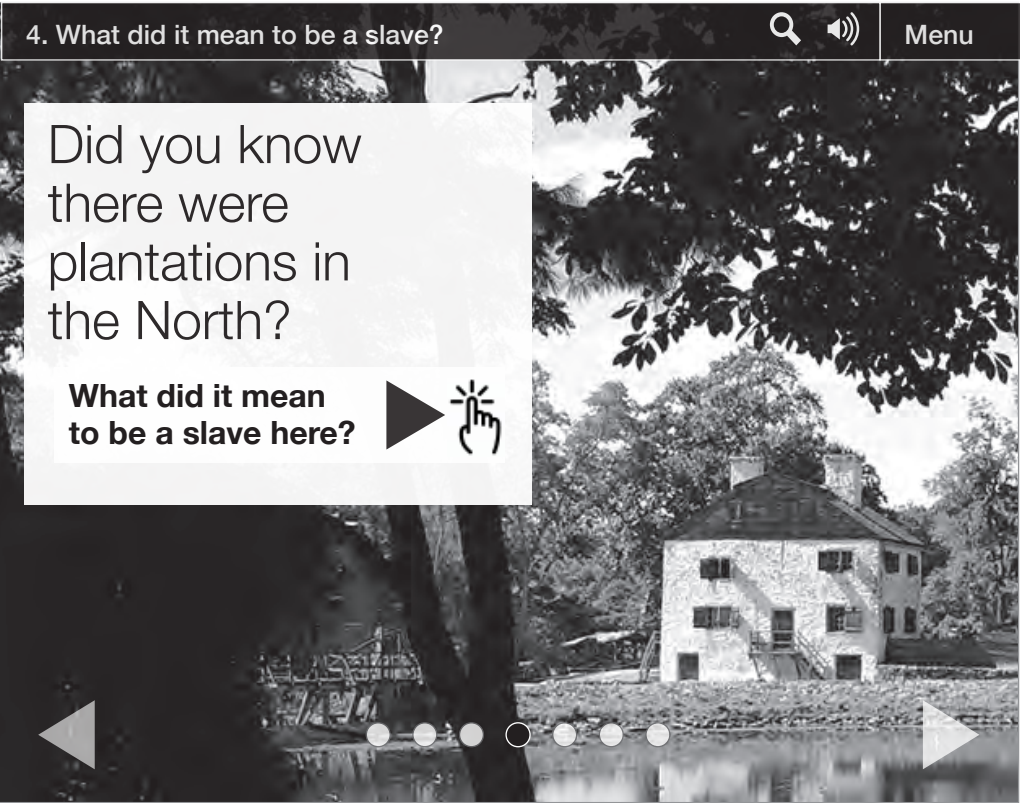 4. What did it mean to be a slave?
Menu
Did you know
there were
plantations in
the North?
What did it mean
to be a slave here?